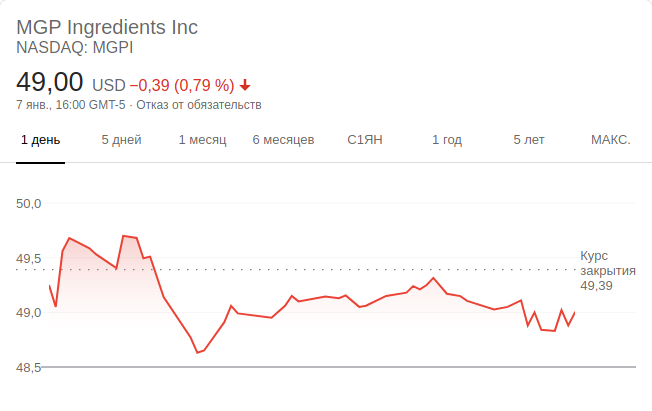 MGP Ingredients Inc
NASDAQ: MGPI
49,00 USD −0,39 (0,79 %)
7 янв., 16:00 GMT-5 · Отказ от обязательств
1 день 5 дней 1 месяц 6 месяцев С1ЯН 1 год 5 лет МАКС.
50,0
49,5
Курс
закрытия
49,39
49,0
48,5